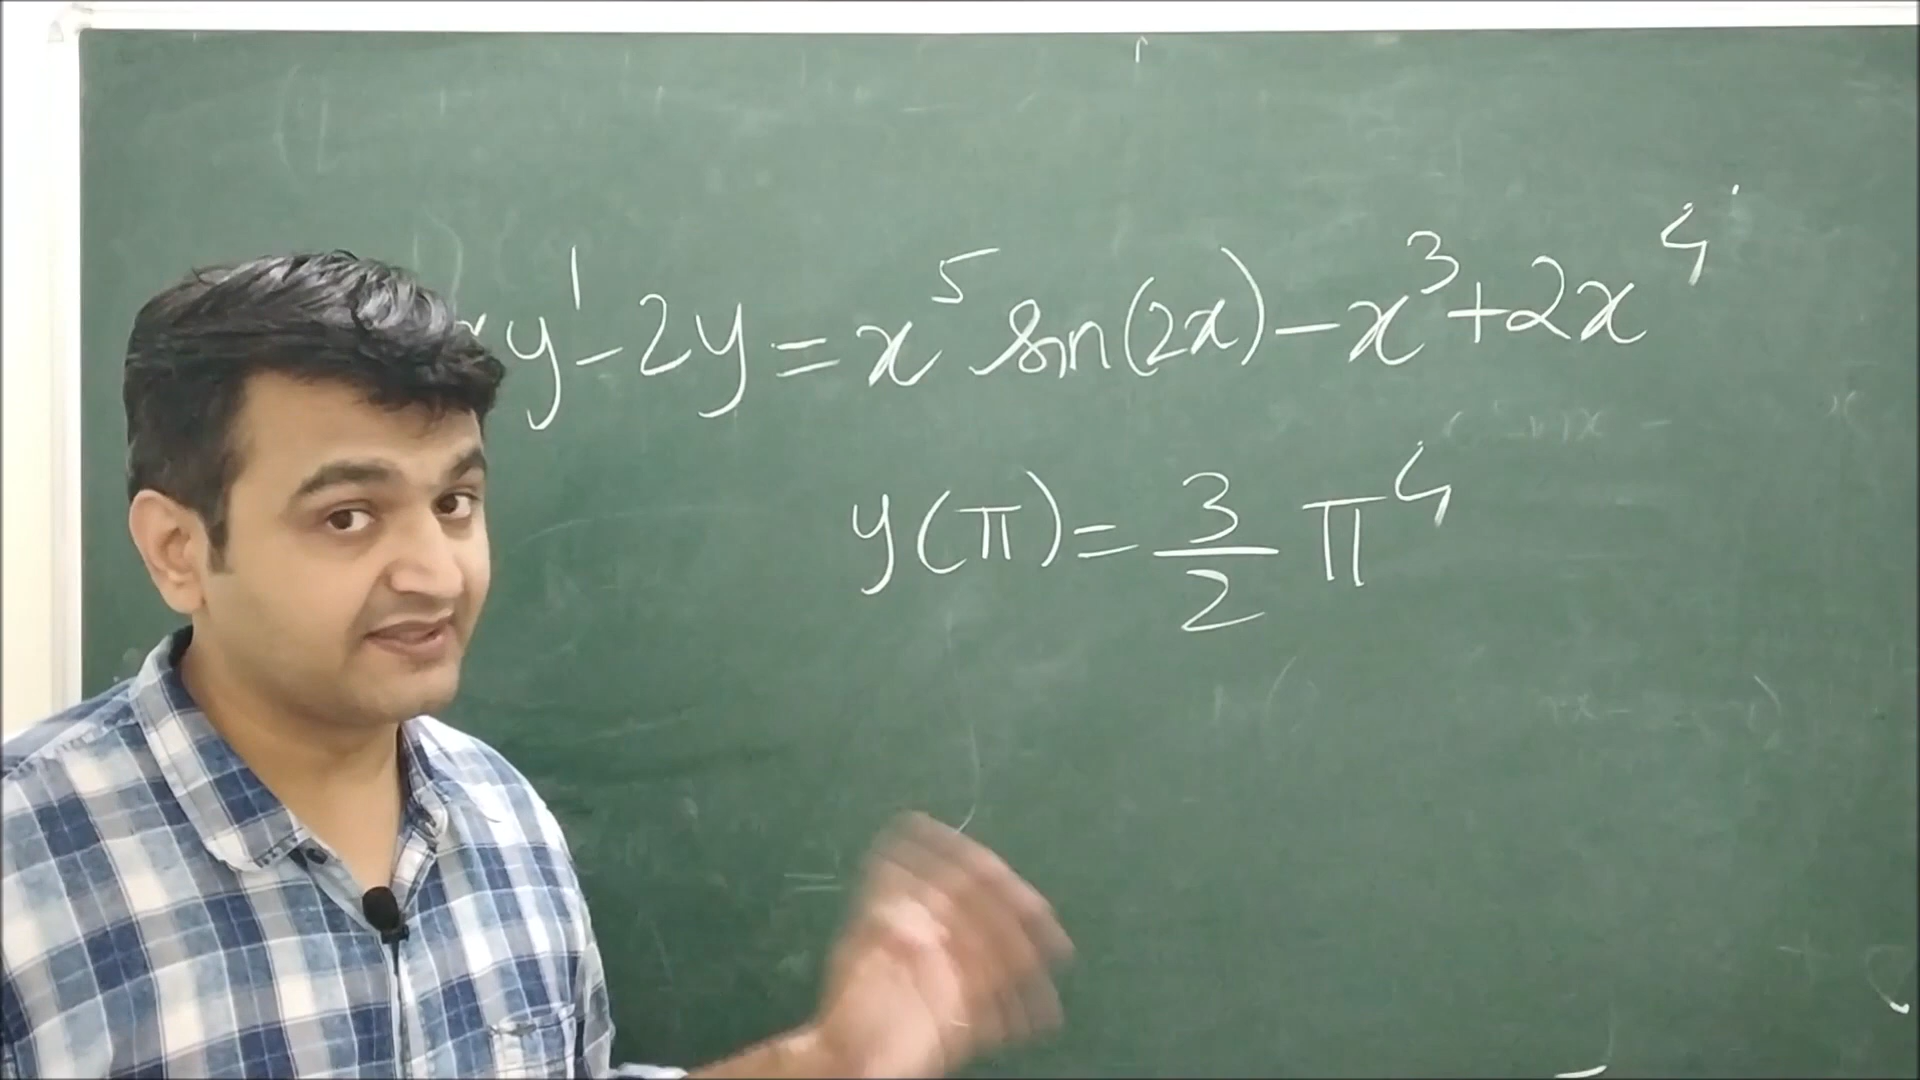 xy' - 2y = x⁵ sin(2x) - x³ + 2x⁴
y(π) = 3/2 π⁴